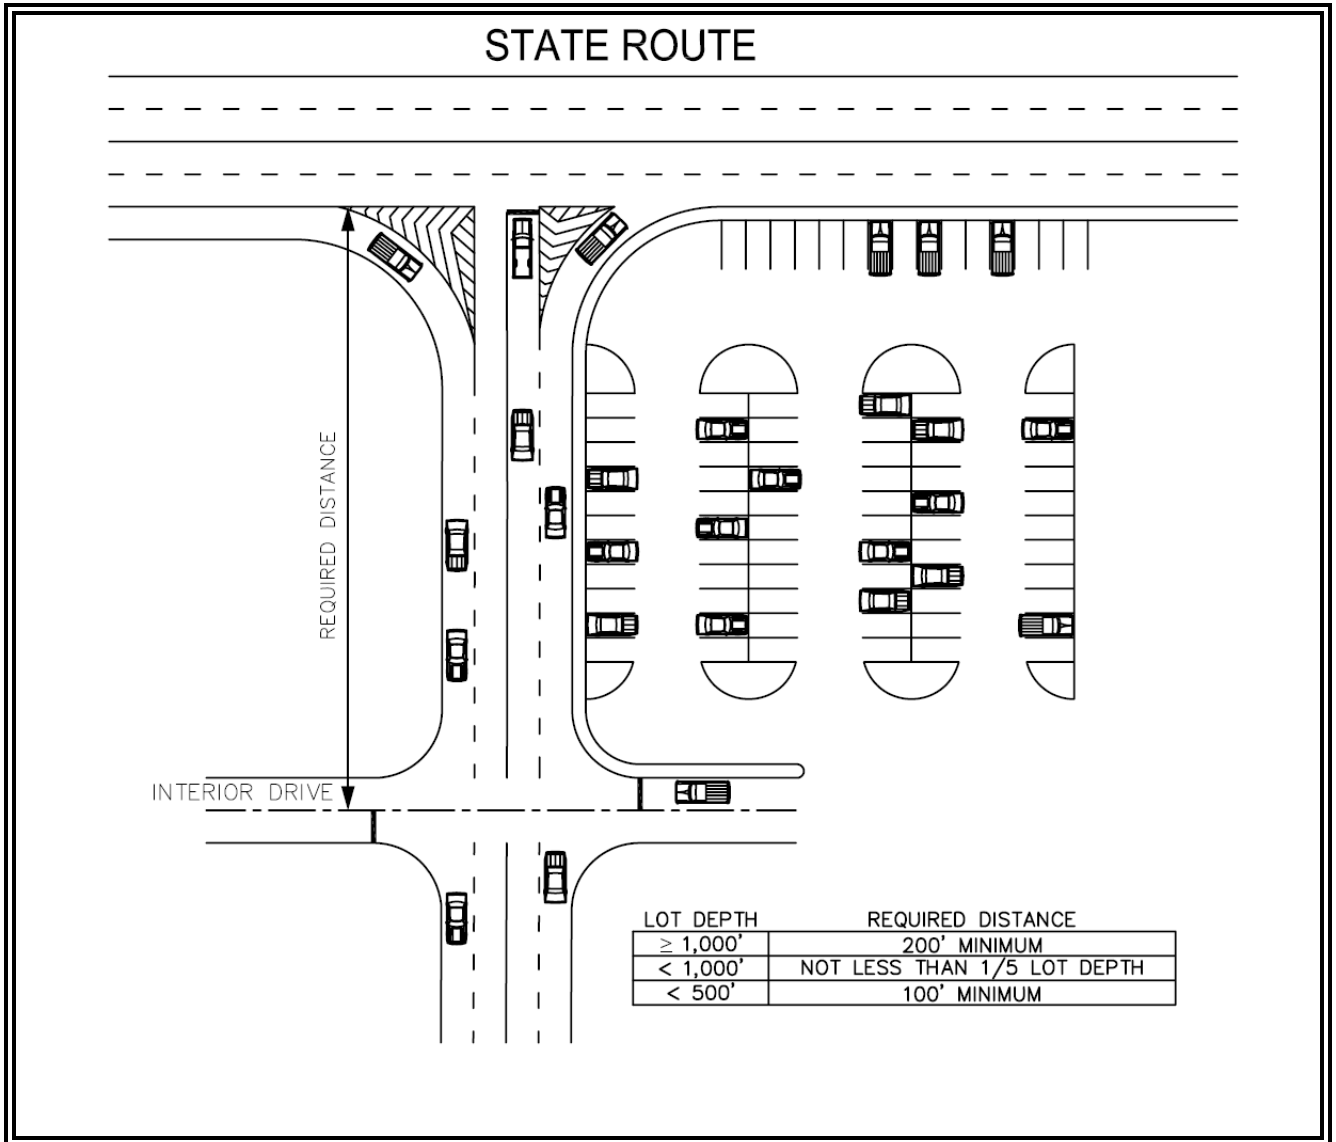 STATE ROUTE
REQUIRED DISTANCE
INTERIOR DRIVE
LOT DEPTH REQUIRED DISTANCE
≥ 1,000' 200' MINIMUM
< 1,000' NOT LESS THAN 1/5 LOT DEPTH
< 500' 100' MINIMUM